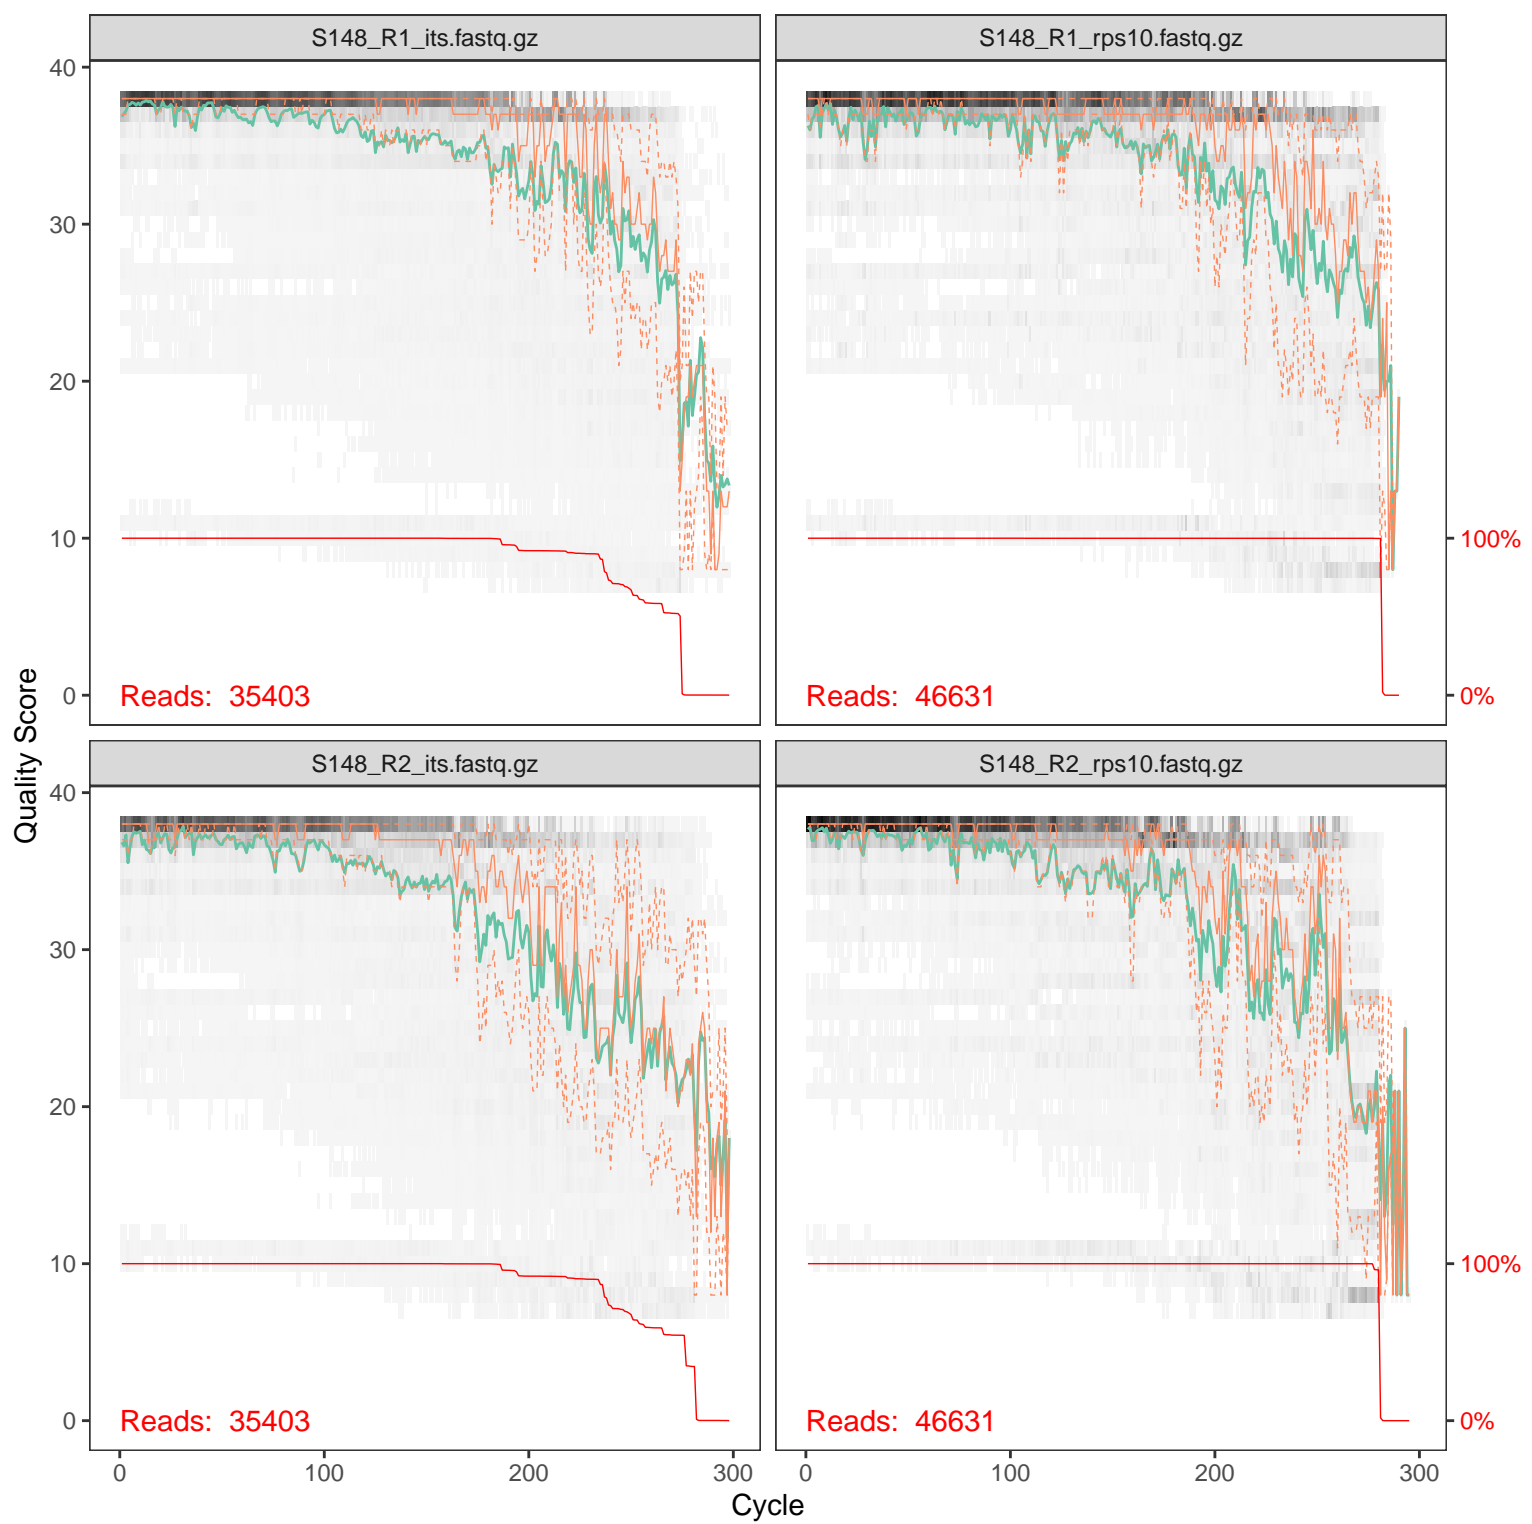 S148_R1_its.fastq.gz
S148_R1_rps10.fastq.gz
40
30
20
10
0
Reads: 35403
Reads: 46631
100%
0%
S148_R2_its.fastq.gz
S148_R2_rps10.fastq.gz
40
30
20
10
0
Reads: 35403
Reads: 46631
100%
0%
0 100 200 300
0 100 200 300
Cycle
Quality Score